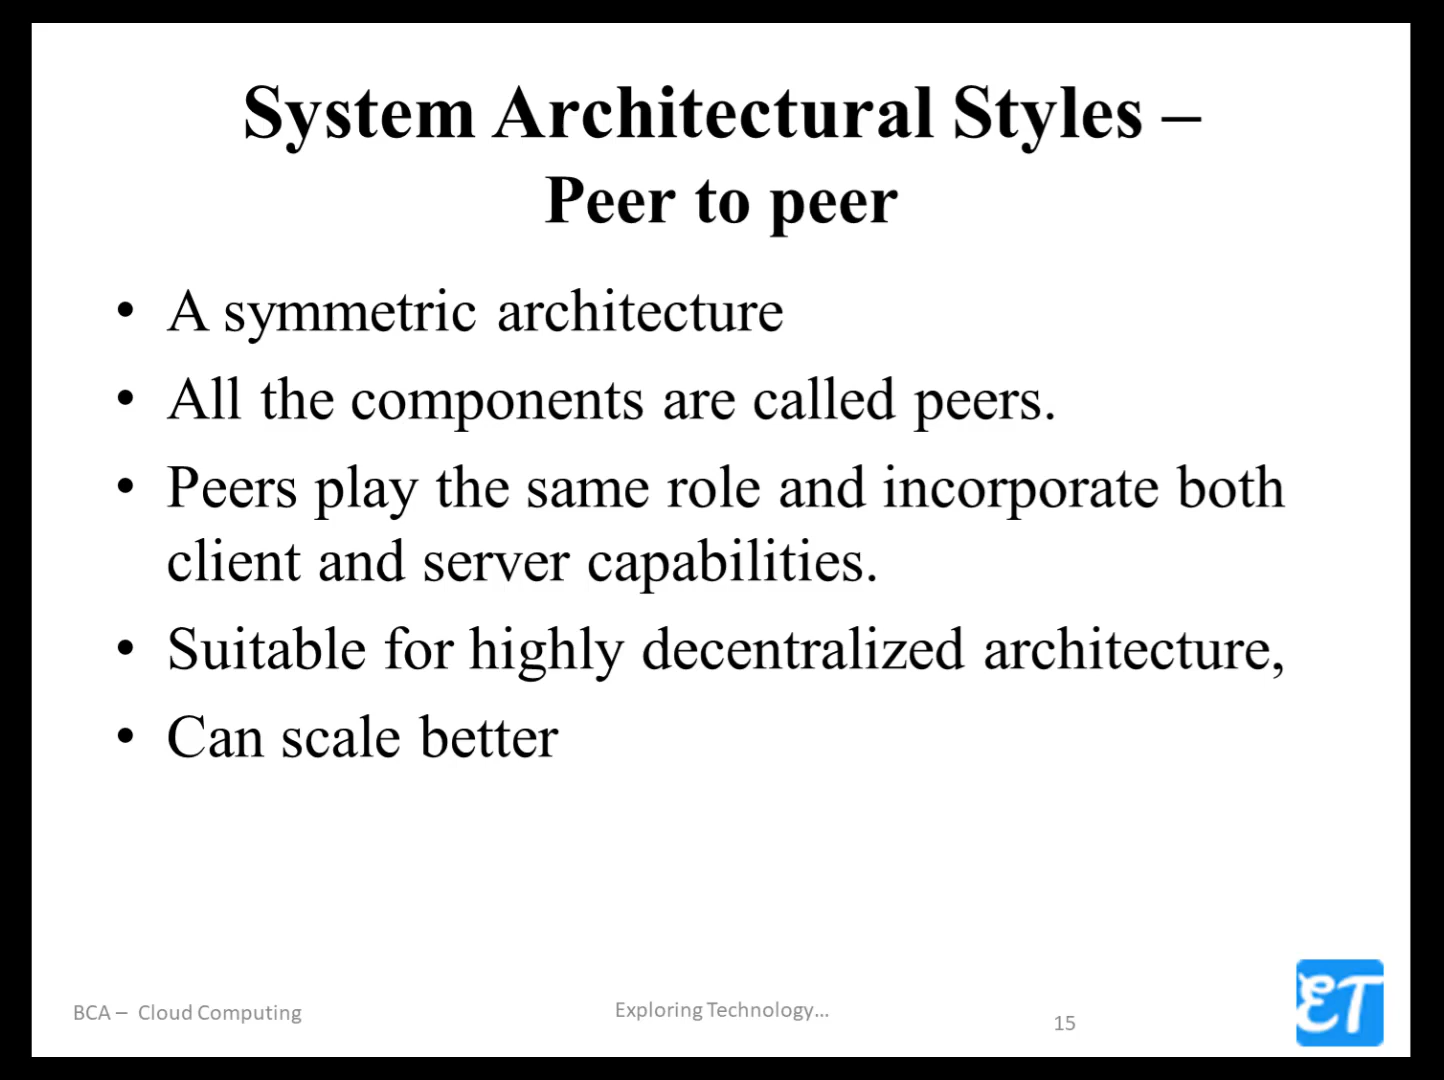 System Architectural Styles –
Peer to peer
• A symmetric architecture
• All the components are called peers.
• Peers play the same role and incorporate both
client and server capabilities.
• Suitable for highly decentralized architecture,
• Can scale better
BCA – Cloud Computing
Exploring Technology...
15
ET